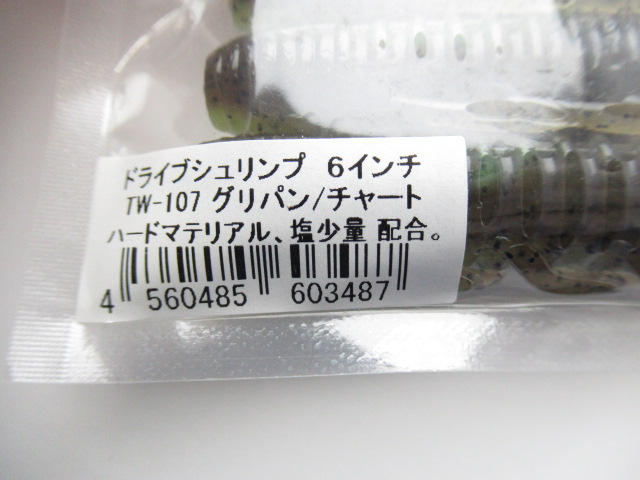 ドライブシュリンプ 6インチ
TW-107 グリパン/チャート
ハードマテリアル、塩少量 配合。
4 560485 603487